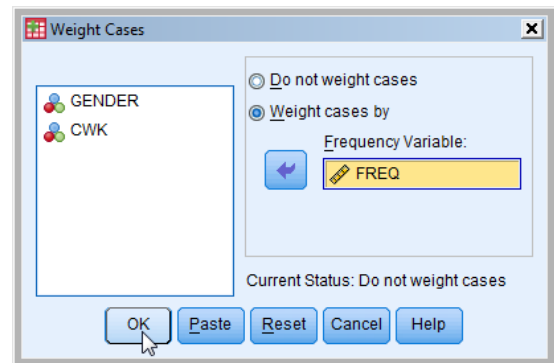 Weight Cases
GENDER
CWK
Do not weight cases
Weight cases by
Frequency Variable:
FREQ
Current Status: Do not weight cases
OK Paste Reset Cancel Help